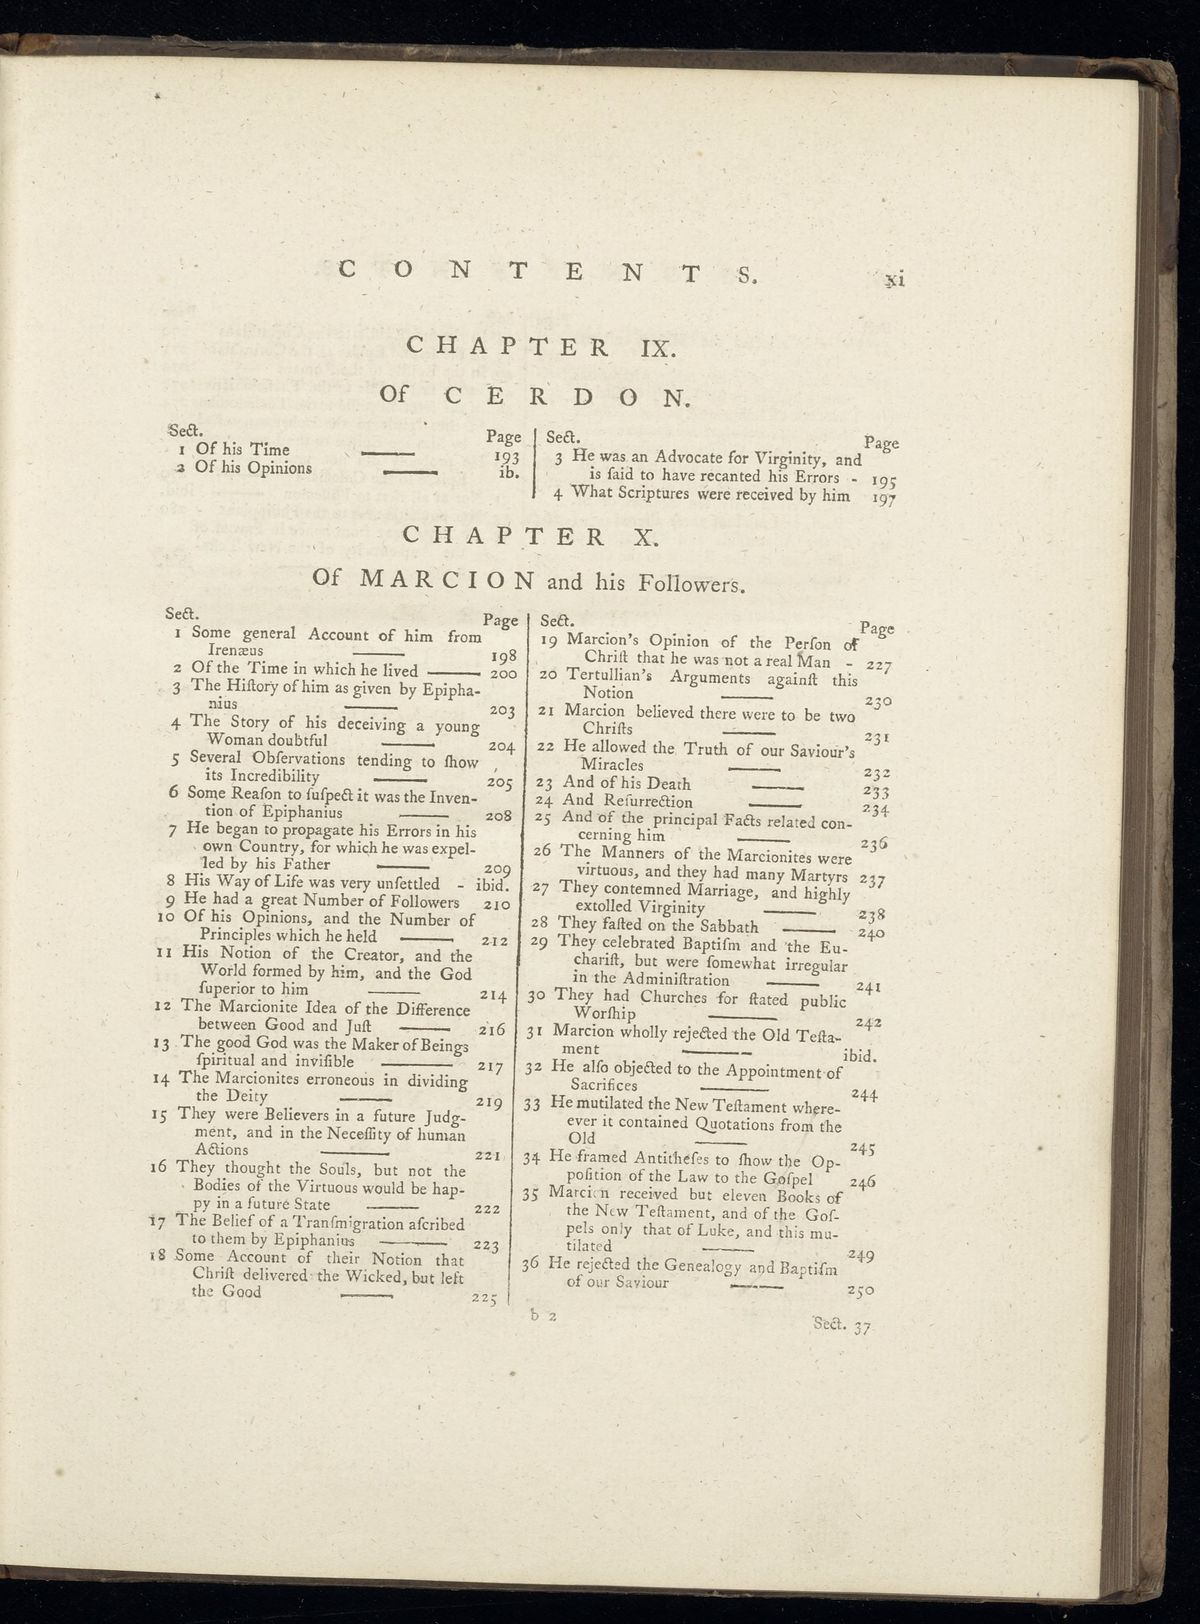 CONTENTS. xi
CHAPTER IX.
Of CERDON.
Sect. Page
1 Of his Time 193
2 Of his Opinions ib.
Sect. Page
3 He was an Advocate for Virginity, and
is ſaid to have recanted his Errors - 195
4 What Scriptures were received by him 197
CHAPTER X.
Of MARCION and his Followers.
Sect. Page
1 Some general Account of him from
Irenæus 198
2 Of the Time in which he lived 200
3 The Hiſtory of him as given by Epipha-
nius 203
4 The Story of his deceiving a young
Woman doubtful 204
5 Several Obſervations tending to ſhow
its Incredibility 205
6 Some Reaſon to ſuſpect it was the Inven-
tion of Epiphanius 208
7 He began to propagate his Errors in his
own Country, for which he was expel-
led by his Father 209
8 His Way of Life was very unſettled - ibid.
9 He had a great Number of Followers 210
10 Of his Opinions, and the Number of
Principles which he held 212
11 His Notion of the Creator, and the
World formed by him, and the God
ſuperior to him 214
12 The Marcionite Idea of the Difference
between Good and Juſt 216
13 The good God was the Maker of Beings
ſpiritual and inviſible 217
14 The Marcionites erroneous in dividing
the Deity 219
15 They were Believers in a future Judg-
ment, and in the Neceſſity of human
Actions 221
16 They thought the Souls, but not the
Bodies of the Virtuous would be hap-
py in a future State 222
17 The Belief of a Tranſmigration aſcribed
to them by Epiphanius 223
18 Some Account of their Notion that
Chriſt delivered the Wicked, but left
the Good 225
Sect. Page
19 Marcion's Opinion of the Perſon of
Chriſt that he was not a real Man - 227
20 Tertullian's Arguments againſt this
Notion 230
21 Marcion believed there were to be two
Chriſts 231
22 He allowed the Truth of our Saviour's
Miracles 232
23 And of his Death 233
24 And Reſurrection 234
25 And of the principal Facts related con-
cerning him 236
26 The Manners of the Marcionites were
virtuous, and they had many Martyrs 237
27 They contemned Marriage, and highly
extolled Virginity 238
28 They faſted on the Sabbath 240
29 They celebrated Baptiſm and the Eu-
chariſt, but were ſomewhat irregular
in the Adminiſtration 241
30 They had Churches for ſtated public
Worſhip 242
31 Marcion wholly rejected the Old Teſta-
ment ibid.
32 He alſo objected to the Appointment of
Sacrifices 244
33 He mutilated the New Teſtament where-
ever it contained Quotations from the
Old 245
34 He framed Antitheſes to ſhow the Op-
poſition of the Law to the Goſpel 246
35 Marcion received but eleven Books of
the New Teſtament, and of the Goſ-
pels only that of Luke, and this mu-
tilated 249
36 He rejected the Genealogy and Baptiſm
of our Saviour 250
b 2
Sect. 37